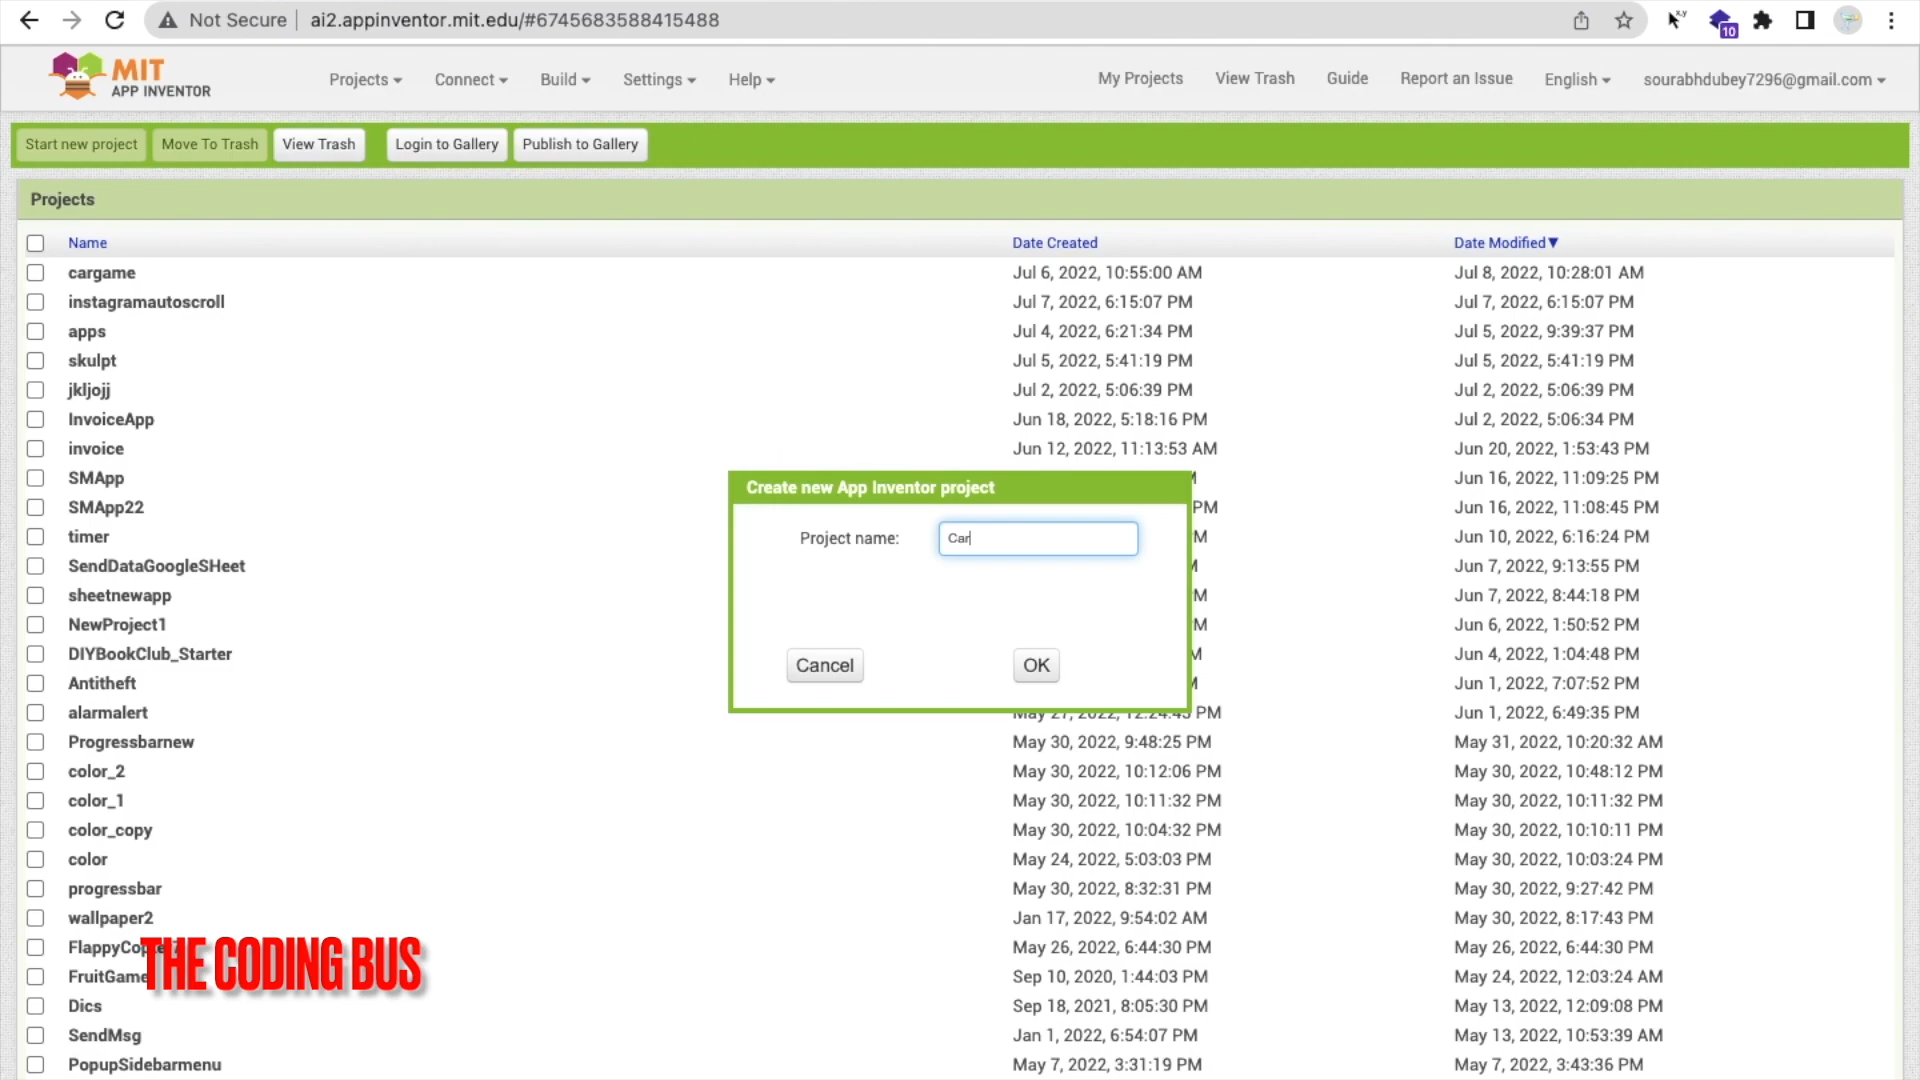 Not Secure ai2.appinventor.mit.edu/#6745683588415488
x,y
10
MIT
APP INVENTOR
Projects Connect Build Settings Help My Projects View Trash Guide Report an Issue English sourabhdubey7296@gmail.com
Start new project Move To Trash View Trash Login to Gallery Publish to Gallery
Projects
Name Date Created Date Modified
cargame Jul 6, 2022, 10:55:00 AM Jul 8, 2022, 10:28:01 AM
instagramautoscroll Jul 7, 2022, 6:15:07 PM Jul 7, 2022, 6:15:07 PM
apps Jul 4, 2022, 6:21:34 PM Jul 5, 2022, 9:39:37 PM
skulpt Jul 5, 2022, 5:41:19 PM Jul 5, 2022, 5:41:19 PM
jkljojj Jul 2, 2022, 5:06:39 PM Jul 2, 2022, 5:06:39 PM
InvoiceApp Jun 18, 2022, 5:18:16 PM Jul 2, 2022, 5:06:34 PM
invoice Jun 12, 2022, 11:13:53 AM Jun 20, 2022, 1:53:43 PM
SMApp Jun 16, 2022, 11:09:25 PM
SMApp22 PM Jun 16, 2022, 11:08:45 PM
timer Jun 10, 2022, 6:16:24 PM
SendDataGoogleSHeet Jun 7, 2022, 9:13:55 PM
sheetnewapp Jun 7, 2022, 8:44:18 PM
NewProject1 Jun 6, 2022, 1:50:52 PM
DIYBookClub_Starter Jun 4, 2022, 1:04:48 PM
Antitheft Jun 1, 2022, 7:07:52 PM
alarmalert May 27, 2022, 12:24:45 PM Jun 1, 2022, 6:49:35 PM
Progressbarnew May 30, 2022, 9:48:25 PM May 31, 2022, 10:20:32 AM
color_2 May 30, 2022, 10:12:06 PM May 30, 2022, 10:48:12 PM
color_1 May 30, 2022, 10:11:32 PM May 30, 2022, 10:11:32 PM
color_copy May 30, 2022, 10:04:32 PM May 30, 2022, 10:10:11 PM
color May 24, 2022, 5:03:03 PM May 30, 2022, 10:03:24 PM
progressbar May 30, 2022, 8:32:31 PM May 30, 2022, 9:27:42 PM
wallpaper2 Jan 17, 2022, 9:54:02 AM May 30, 2022, 8:17:43 PM
May 26, 2022, 6:44:30 PM May 26, 2022, 6:44:30 PM
FruitGame Sep 10, 2020, 1:44:03 PM May 24, 2022, 12:03:24 AM
Dics Sep 18, 2021, 8:05:30 PM May 13, 2022, 12:09:08 PM
SendMsg Jan 1, 2022, 6:54:07 PM May 13, 2022, 10:53:39 AM
PopupSidebarmenu May 7, 2022, 3:31:19 PM May 7, 2022, 3:43:36 PM
Create new App Inventor project
Project name: Car
Cancel OK
THE CODING BUS